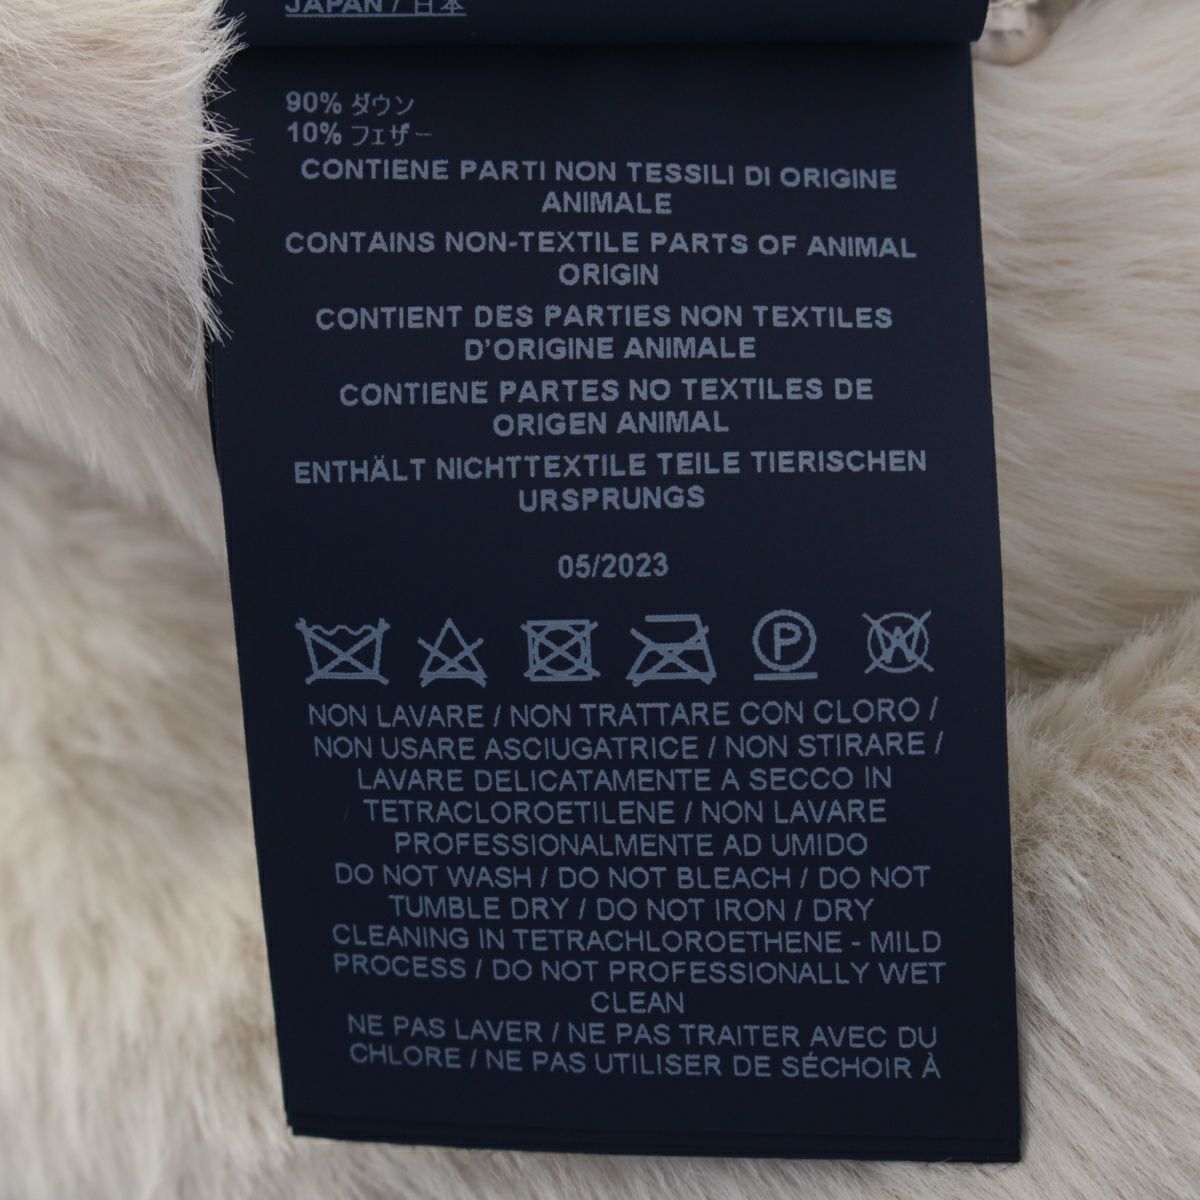 JAPAN / 日本
90% ダウン
10% フェザー
CONTIENE PARTI NON TESSILI DI ORIGINE
ANIMALE
CONTAINS NON-TEXTILE PARTS OF ANIMAL
ORIGIN
CONTIENT DES PARTIES NON TEXTILES
D'ORIGINE ANIMALE
CONTIENE PARTES NO TEXTILES DE
ORIGEN ANIMAL
ENTHÄLT NICHTTEXTILE TEILE TIERISCHEN
URSPRUNGS
05/2023
P W
NON LAVARE / NON TRATTARE CON CLORO /
NON USARE ASCIUGATRICE / NON STIRARE /
LAVARE DELICATAMENTE A SECCO IN
TETRACLOROETILENE / NON LAVARE
PROFESSIONALMENTE AD UMIDO
DO NOT WASH / DO NOT BLEACH / DO NOT
TUMBLE DRY / DO NOT IRON / DRY
CLEANING IN TETRACHLOROETHENE - MILD
PROCESS / DO NOT PROFESSIONALLY WET
CLEAN
NE PAS LAVER / NE PAS TRAITER AVEC DU
CHLORE / NE PAS UTILISER DE SÉCHOIR À